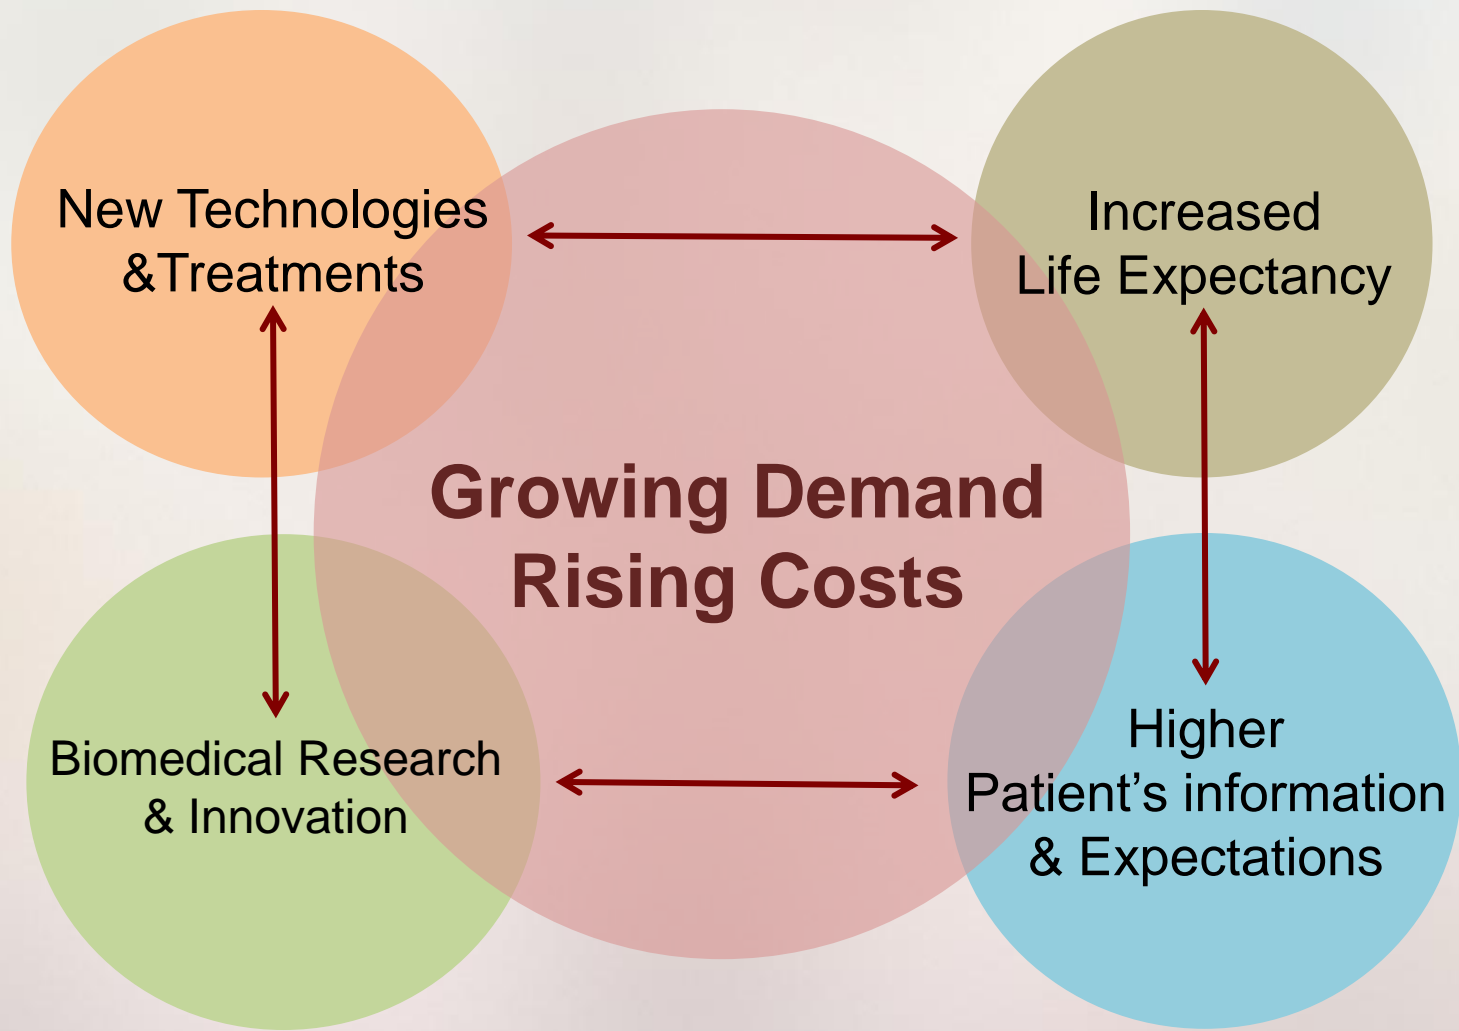 New Technologies
&Treatments
Increased
Life Expectancy
Growing Demand
Rising Costs
Biomedical Research
& Innovation
Higher
Patient’s information
& Expectations